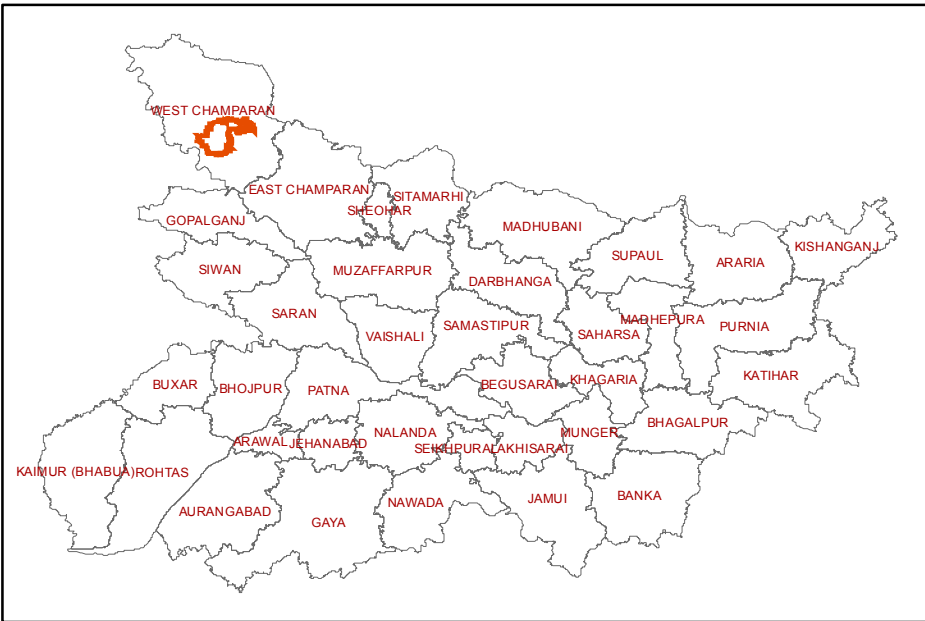 WEST CHAMPARAN
EAST CHAMPARAN
SITAMARHI
SHEOHAR
GOPALGANJ
MADHUBANI
SUPAUL
ARARIA
KISHANGANJ
SIWAN
MUZAFFARPUR
DARBHANGA
SARAN
VAISHALI
SAMASTIPUR
SAHARSA
MADHEPURA
PURNIA
BUXAR
BHOJPUR
PATNA
BEGUSARAI
KHAGARIA
KATIHAR
ARAWAL
JEHANABAD
NALANDA
SEIKHPURA
LAKHISARAT
MUNGER
BHAGALPUR
KAIMUR (BHABUA)
ROHTAS
AURANGABAD
GAYA
NAWADA
JAMUI
BANKA